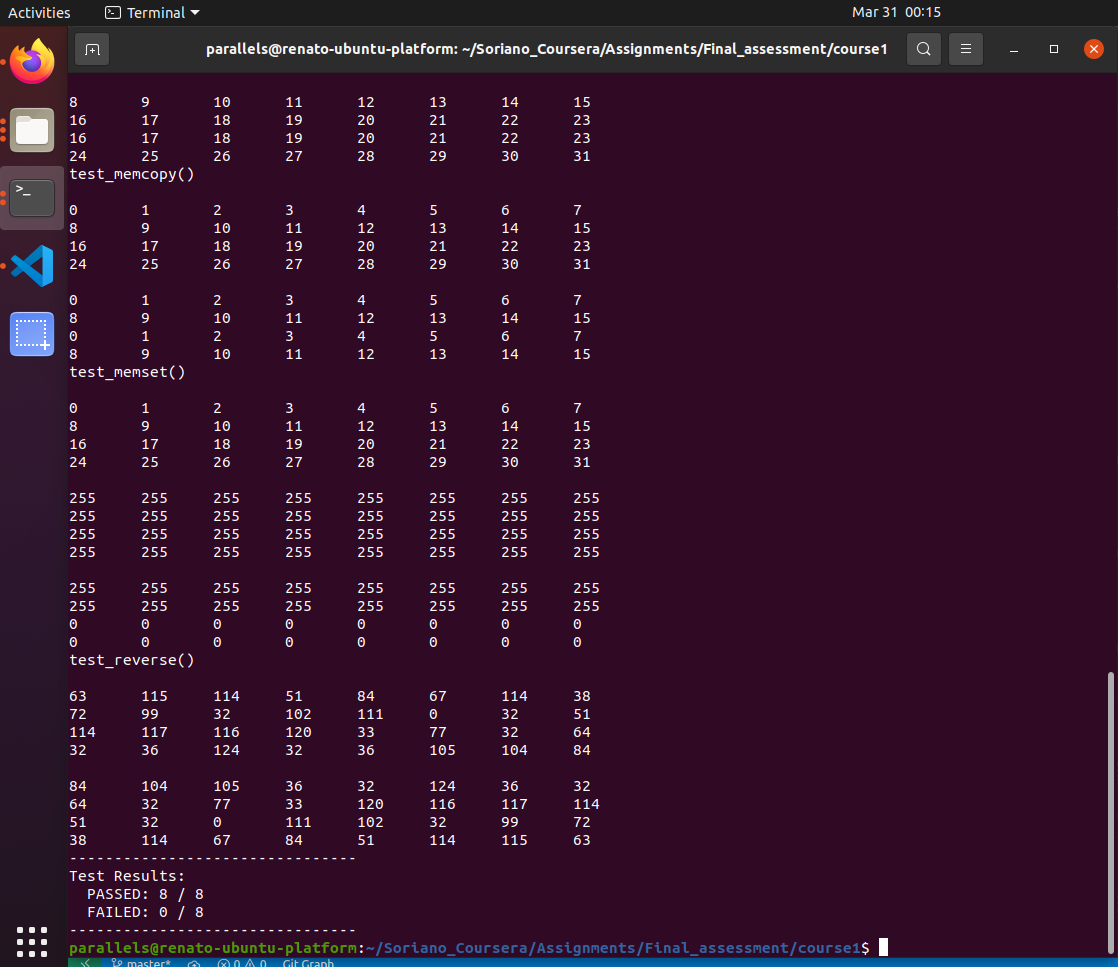 Activities Terminal Mar 31 00:15
parallels@renato-ubuntu-platform: ~/Soriano_Coursera/Assignments/Final_assessment/course1
8 9 10 11 12 13 14 15
16 17 18 19 20 21 22 23
16 17 18 19 20 21 22 23
24 25 26 27 28 29 30 31
test_memcopy()
0 1 2 3 4 5 6 7
8 9 10 11 12 13 14 15
16 17 18 19 20 21 22 23
24 25 26 27 28 29 30 31
0 1 2 3 4 5 6 7
8 9 10 11 12 13 14 15
0 1 2 3 4 5 6 7
8 9 10 11 12 13 14 15
test_memset()
0 1 2 3 4 5 6 7
8 9 10 11 12 13 14 15
16 17 18 19 20 21 22 23
24 25 26 27 28 29 30 31
255 255 255 255 255 255 255 255
255 255 255 255 255 255 255 255
255 255 255 255 255 255 255 255
255 255 255 255 255 255 255 255
255 255 255 255 255 255 255 255
255 255 255 255 255 255 255 255
0 0 0 0 0 0 0 0
0 0 0 0 0 0 0 0
test_reverse()
63 115 114 51 84 67 114 38
72 99 32 102 111 0 32 51
114 117 116 120 33 77 32 64
32 36 124 32 36 105 104 84
84 104 105 36 32 124 36 32
64 32 77 33 120 116 117 114
51 32 0 111 102 32 99 72
38 114 67 84 51 114 115 63
--------------------------------
Test Results:
PASSED: 8 / 8
FAILED: 0 / 8
--------------------------------
parallels@renato-ubuntu-platform:~/Soriano_Coursera/Assignments/Final_assessment/course1$
master* 0 0 Git Graph